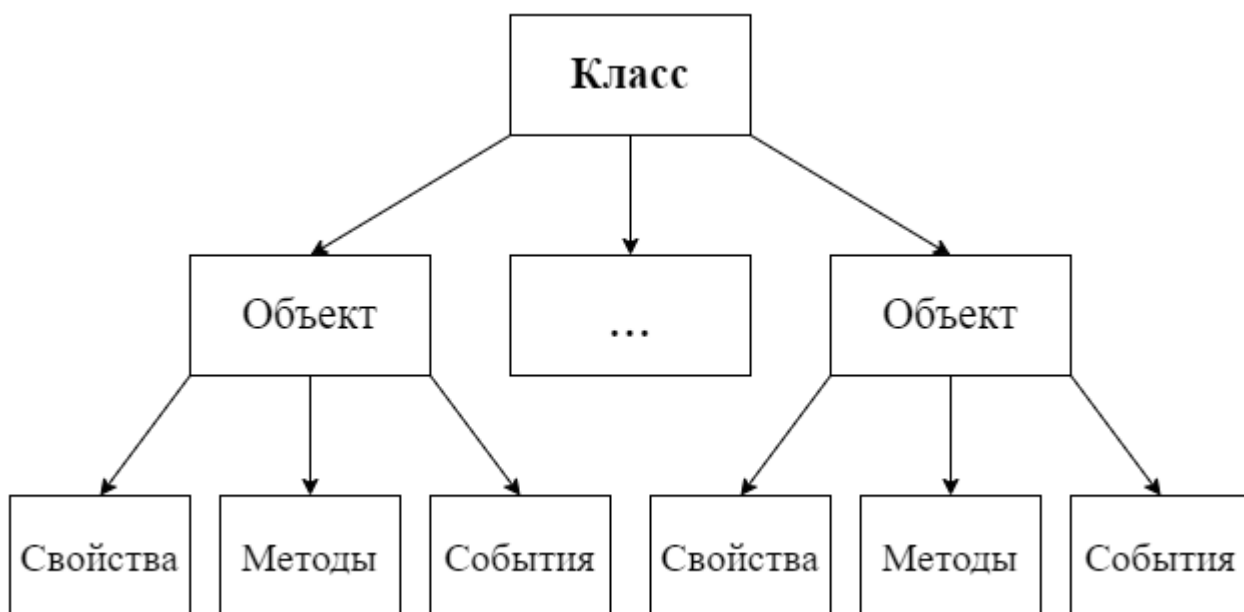 Класс
Объект
...
Объект
Свойства
Методы
События
Свойства
Методы
События